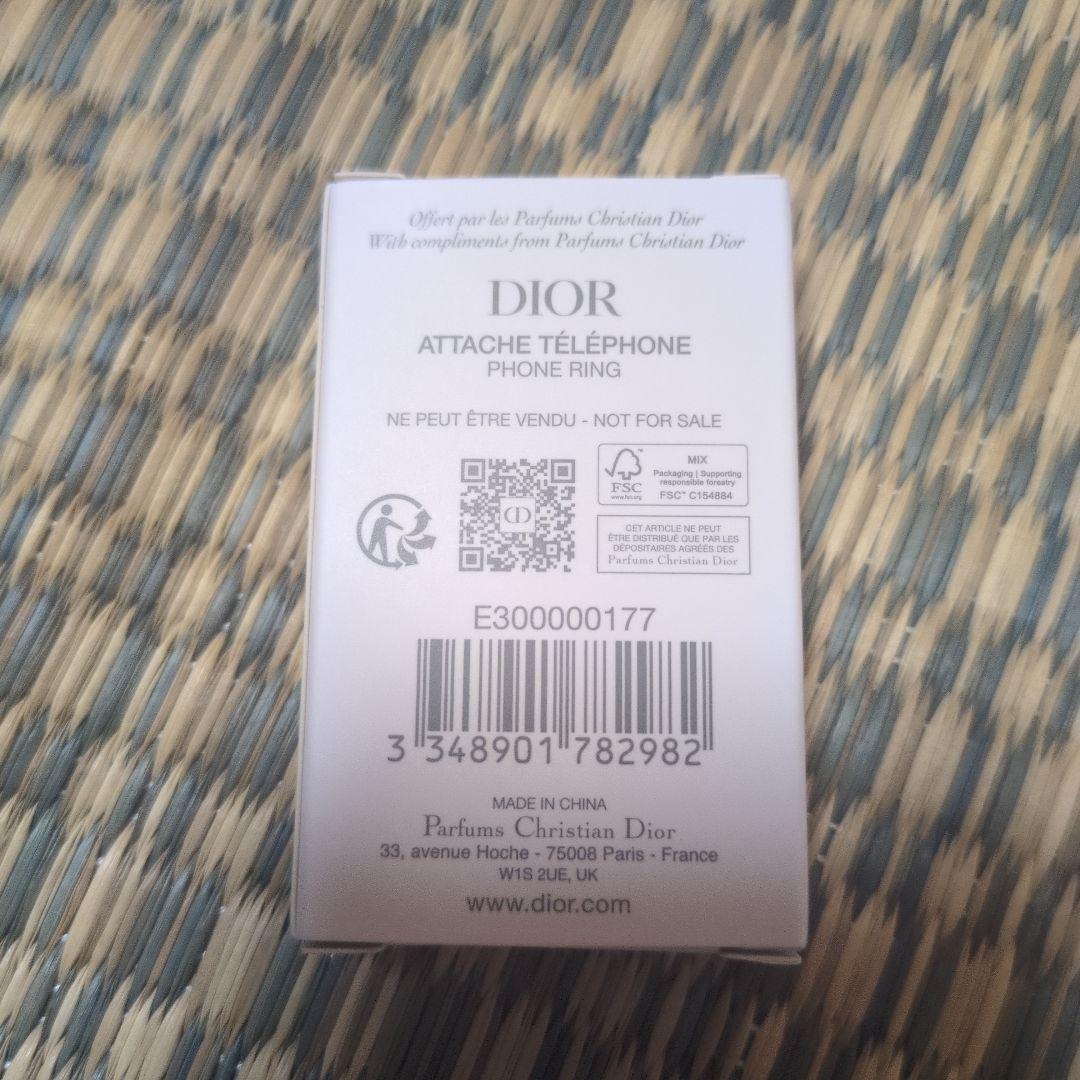 Offert par les Parfums Christian Dior
With compliments from Parfums Christian Dior
DIOR
ATTACHE TÉLÉPHONE
PHONE RING
NE PEUT ÊTRE VENDU - NOT FOR SALE
CD
FSC™
www.fsc.org
MIX
Packaging | Supporting
responsible forestry
FSC™ C154884
CET ARTICLE NE PEUT
ÊTRE DISTRIBUÉ QUE PAR LES
DÉPOSITAIRES AGRÉÉS DES
Parfums Christian Dior
E300000177
3 348901 782982
MADE IN CHINA
Parfums Christian Dior
33, avenue Hoche - 75008 Paris - France
W1S 2UE, UK
www.dior.com